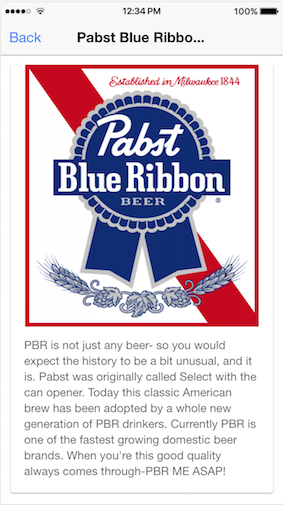 12:34 PM 100%
Back Pabst Blue Ribbo...
Established in Milwaukee 1844
Pabst
Blue Ribbon
BEER
®
PBR is not just any beer- so you would
expect the history to be a bit unusual, and it
is. Pabst was originally called Select with the
can opener. Today this classic American
brew has been adopted by a whole new
generation of PBR drinkers. Currently PBR is
one of the fastest growing domestic beer
brands. When you're this good quality
always comes through-PBR ME ASAP!